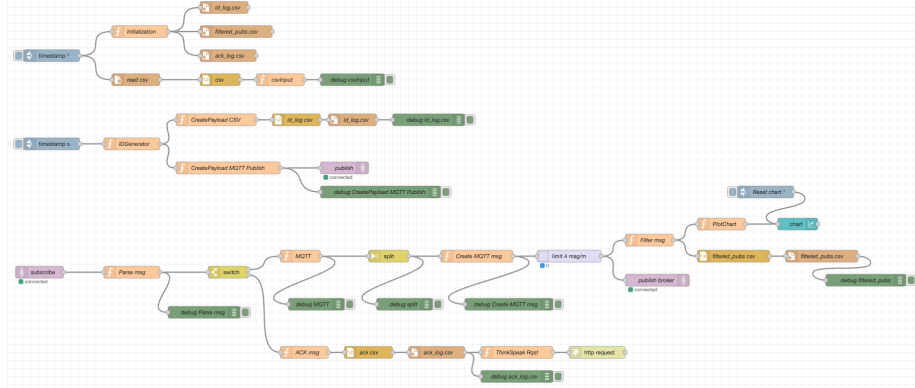 id_log.csv
Initialization
filtered_pubs.csv
timestamp ¹
ack_log.csv
read csv
csv
csvInput
debug csvInput
CreatePayload CSV
id_log csv
id_log.csv
debug id_log.csv
timestamp
IDGenerator
CreatePayload MQTT Publish
publish
connected
debug CreatePayload MQTT Publish
Reset chart ¹
PlotChart
chart
Filter msg
MQTT
split
Create MQTT msg
limit 4 msg/m
0
filtered_pubs csv
filtered_pubs.csv
subscribe
connected
Parse msg
switch
publish broker
connected
debug filtered_pubs
debug Parse msg
debug MQTT
debug split
debug Create MQTT msg
ACK msg
ack csv
ack_log.csv
ThinkSpeak Rqst
http request
debug ack_log.csv